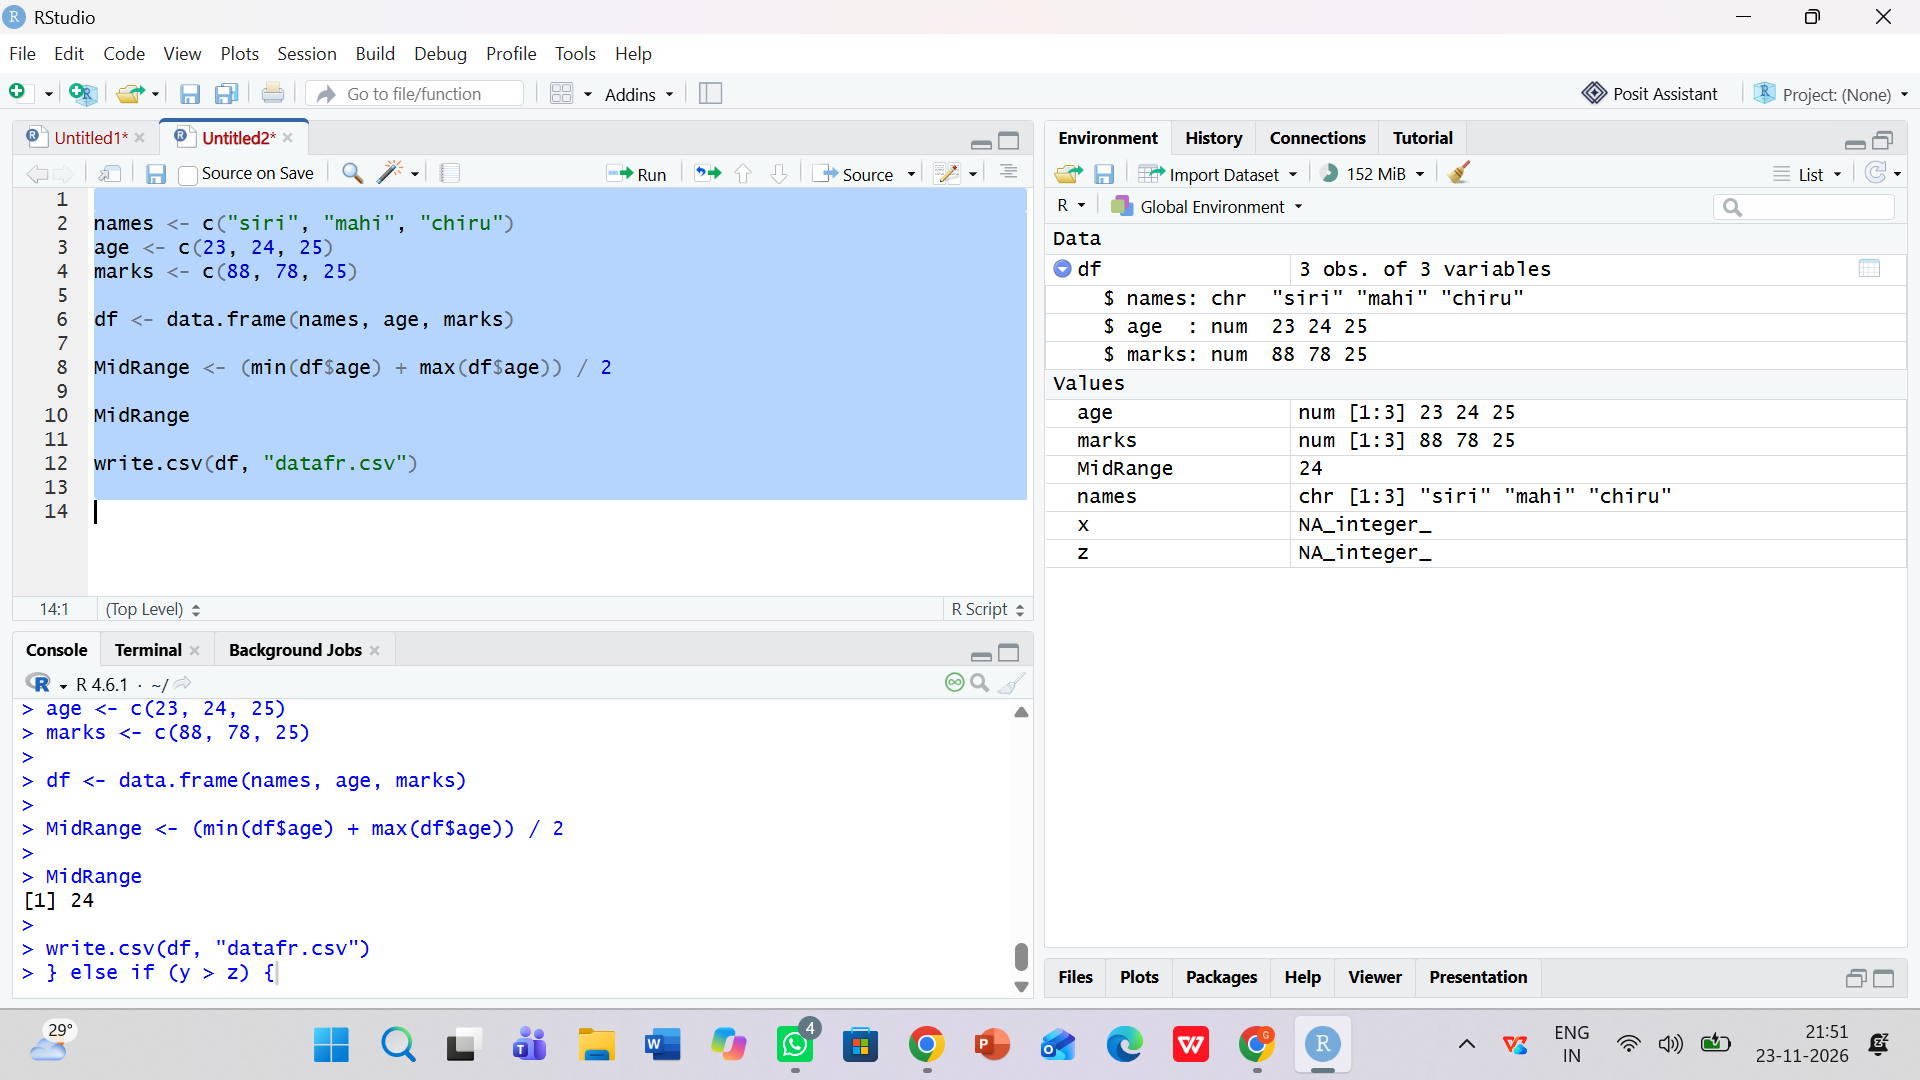 RStudio
File Edit Code View Plots Session Build Debug Profile Tools Help
Go to file/function Addins Posit Assistant Project: (None)
Untitled1* Untitled2*
Source on Save Run Source
1
2 names <- c("siri", "mahi", "chiru")
3 age <- c(23, 24, 25)
4 marks <- c(88, 78, 25)
5
6 df <- data.frame(names, age, marks)
7
8 MidRange <- (min(df$age) + max(df$age)) / 2
9
10 MidRange
11
12 write.csv(df, "datafr.csv")
13
14
14:1 (Top Level) R Script
Console Terminal Background Jobs
R R 4.6.1 · ~/
> age <- c(23, 24, 25)
> marks <- c(88, 78, 25)
>
> df <- data.frame(names, age, marks)
>
> MidRange <- (min(df$age) + max(df$age)) / 2
>
> MidRange
[1] 24
>
> write.csv(df, "datafr.csv")
> } else if (y > z) {
Environment History Connections Tutorial
Import Dataset 152 MiB List
R Global Environment
Data
df 3 obs. of 3 variables
$ names: chr "siri" "mahi" "chiru"
$ age : num 23 24 25
$ marks: num 88 78 25
Values
age num [1:3] 23 24 25
marks num [1:3] 88 78 25
MidRange 24
names chr [1:3] "siri" "mahi" "chiru"
x NA_integer_
z NA_integer_
Files Plots Packages Help Viewer Presentation
29° 4 ENG IN 21:51 23-11-2026